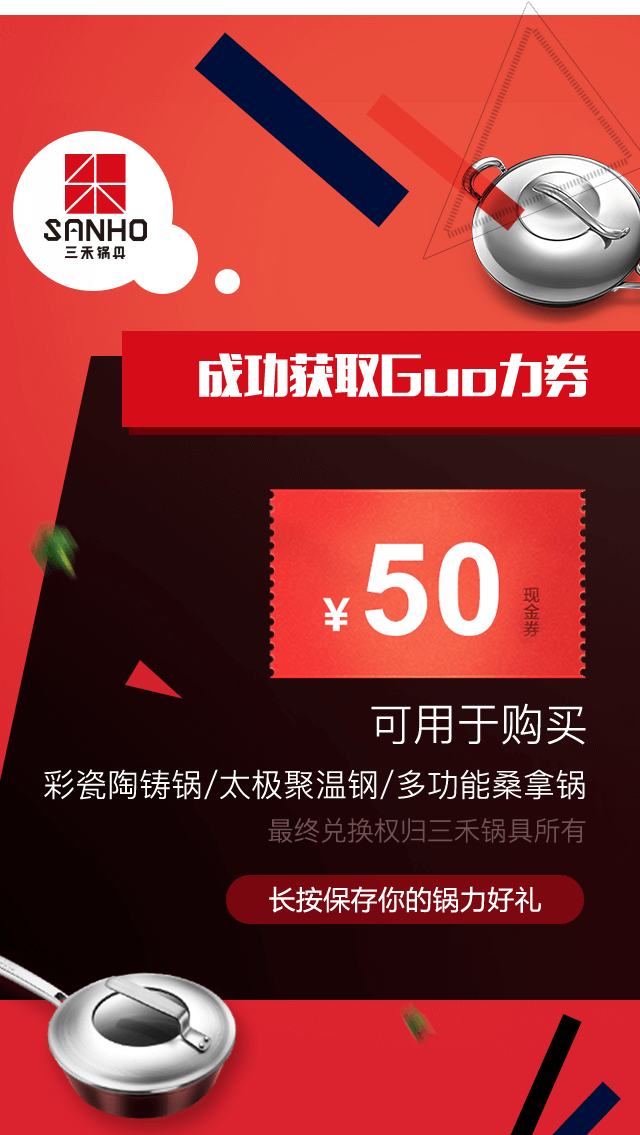 SANHO
三禾锅具
成功获取Guo力券
¥50
现金券
可用于购买
彩瓷陶铸锅/太极聚温钢/多功能桑拿锅
最终兑换权归三禾锅具所有
长按保存你的锅力好礼